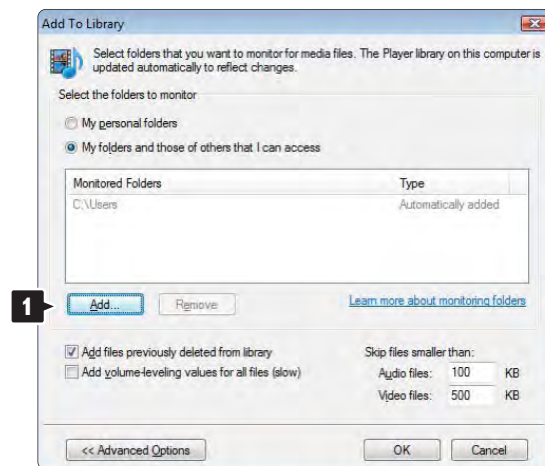 Add To Library
Select folders that you want to monitor for media files. The Player library on this computer is
updated automatically to reflect changes.
Select the folders to monitor
My personal folders
My folders and those of others that I can access
Monitored Folders Type
C:\Users Automatically added
1 Add... Remove Learn more about monitoring folders
Add files previously deleted from library Skip files smaller than:
Add volume-leveling values for all files (slow) Audio files: 100 KB
Video files: 500 KB
<< Advanced Options OK Cancel